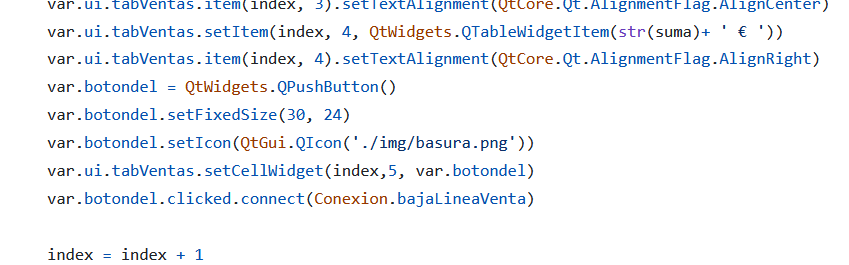 var.ui.tabVentas.item(index, 3).setTextAlignment(QtCore.Qt.AlignmentFlag.AlignCenter)
var.ui.tabVentas.setItem(index, 4, QtWidgets.QTableWidgetItem(str(suma)+ ' € '))
var.ui.tabVentas.item(index, 4).setTextAlignment(QtCore.Qt.AlignmentFlag.AlignRight)
var.botondel = QtWidgets.QPushButton()
var.botondel.setFixedSize(30, 24)
var.botondel.setIcon(QtGui.QIcon('./img/basura.png'))
var.ui.tabVentas.setCellWidget(index,5, var.botondel)
var.botondel.clicked.connect(Conexion.bajaLineaVenta)
index = index + 1